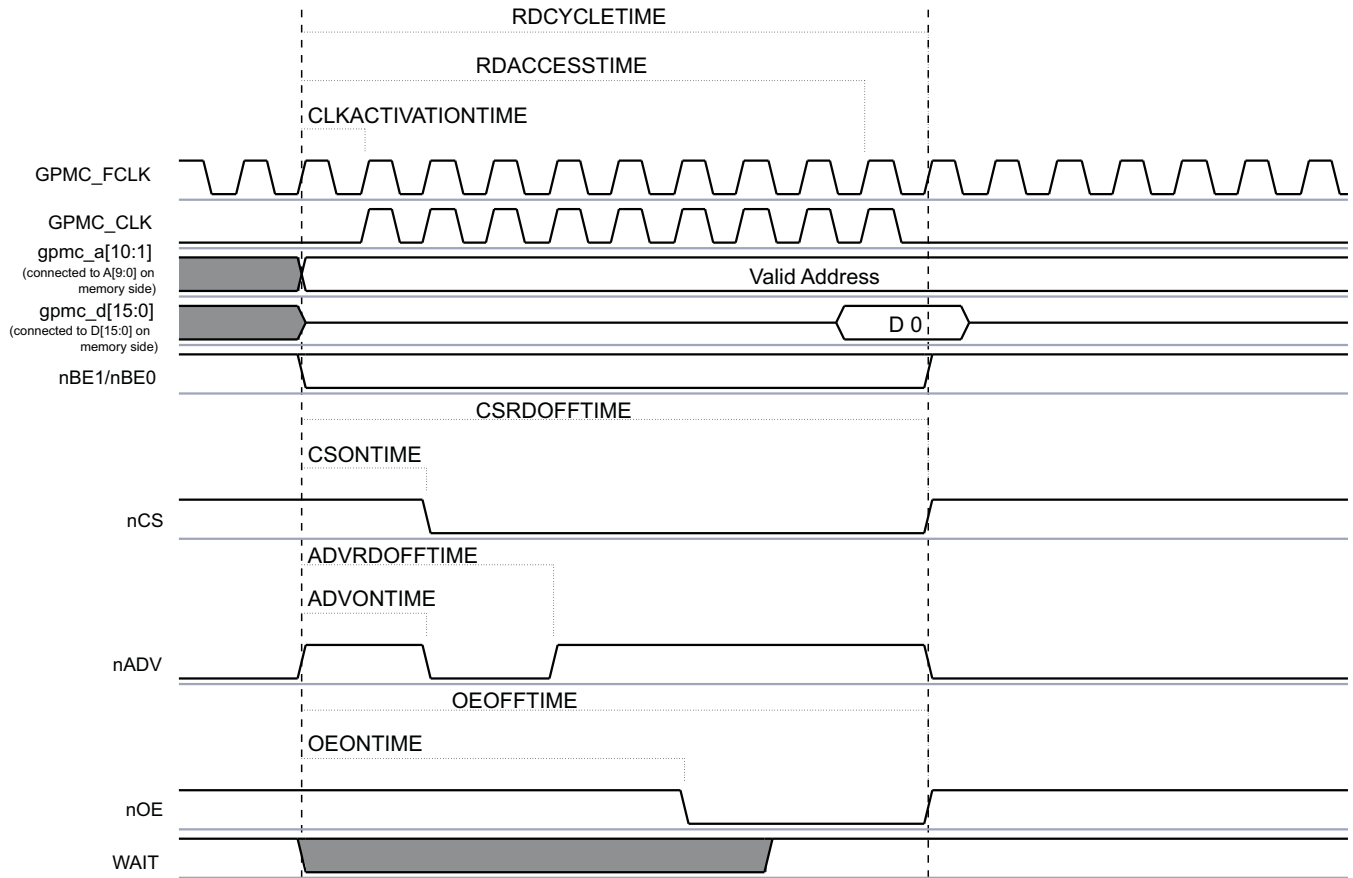 RDCYCLETIME
RDACCESSTIME
CLKACTIVATIONTIME
GPMC_FCLK
GPMC_CLK
gpmc_a[10:1]
(connected to A[9:0] on
memory side)
Valid Address
gpmc_d[15:0]
(connected to D[15:0] on
memory side)
D 0
nBE1/nBE0
CSRDOFFTIME
CSONTIME
nCS
ADVRDOFFTIME
ADVONTIME
nADV
OEOFFTIME
OEONTIME
nOE
WAIT